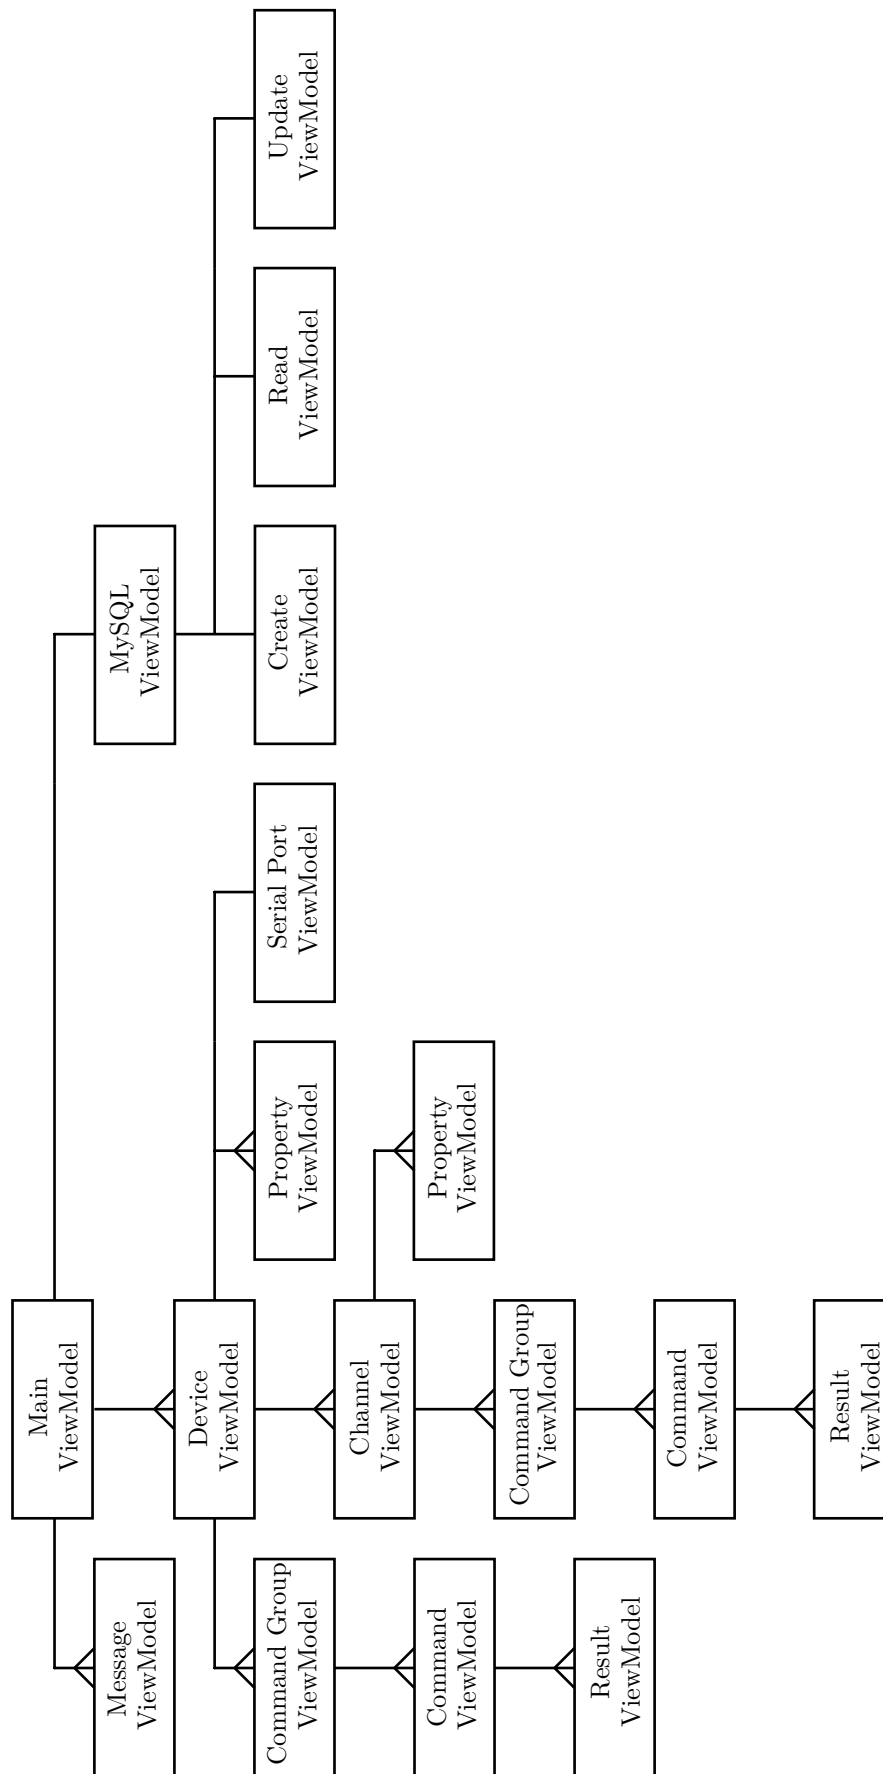 Main
ViewModel
Message
ViewModel
Device
ViewModel
MySQL
ViewModel
Command Group
ViewModel
Channel
ViewModel
Property
ViewModel
Serial Port
ViewModel
Create
ViewModel
Read
ViewModel
Update
ViewModel
Command
ViewModel
Command Group
ViewModel
Property
ViewModel
Result
ViewModel
Command
ViewModel
Result
ViewModel